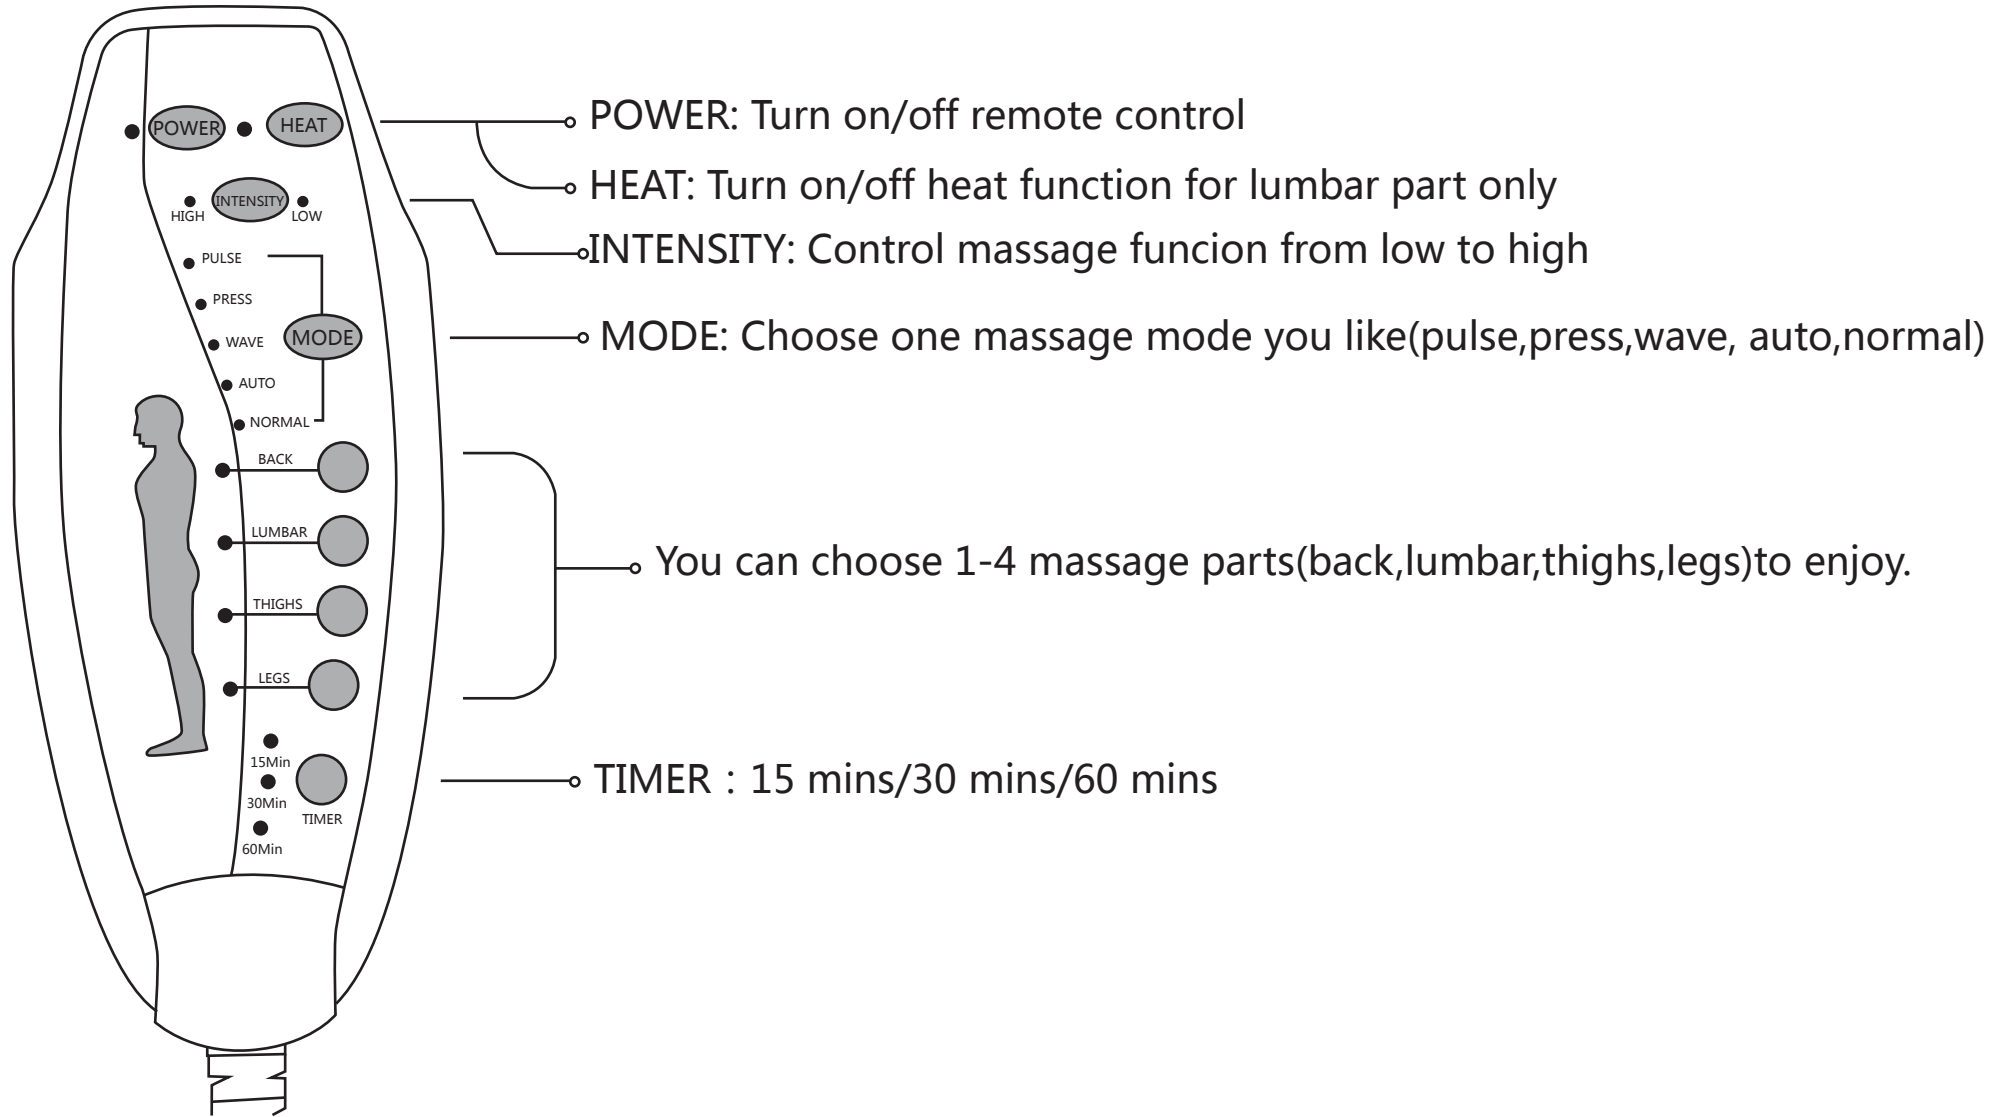 POWER HEAT
POWER: Turn on/off remote control
HEAT: Turn on/off heat function for lumbar part only
INTENSITY
HIGH LOW
INTENSITY: Control massage funcion from low to high
PULSE
PRESS
WAVE
MODE
MODE: Choose one massage mode you like(pulse,press,wave, auto,normal)
AUTO
NORMAL
BACK
LUMBAR
THIGHS
LEGS
You can choose 1-4 massage parts(back,lumbar,thighs,legs)to enjoy.
15Min
30Min
60Min
TIMER
TIMER : 15 mins/30 mins/60 mins